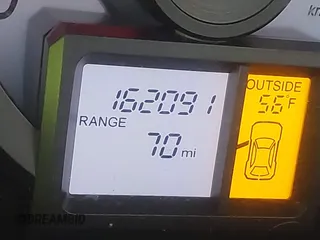 162091
RANGE
70 mi
OUTSIDE
56°F